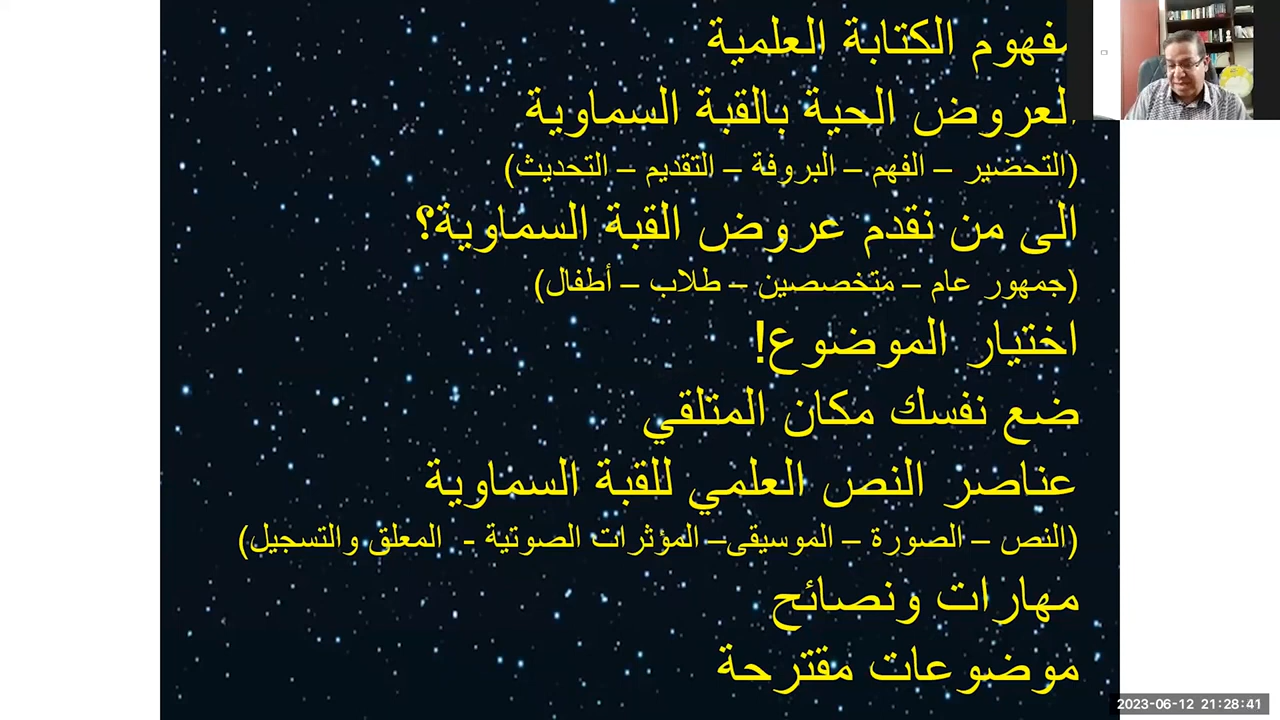 مفهوم الكتابة العلمية
لعروض الحية بالقبة السماوية
(التحضير – الفهم – البروفة – التقديم – التحديث)
الى من نقدم عروض القبة السماوية؟
(جمهور عام – متخصصين – طلاب – أطفال)
اختيار الموضوع!
ضع نفسك مكان المتلقي
عناصر النص العلمي للقبة السماوية
(النص – الصورة – الموسيقى– المؤثرات الصوتية - المعلق والتسجيل)
مهارات ونصائح
موضوعات مقترحة
2023-06-12 21:28:41